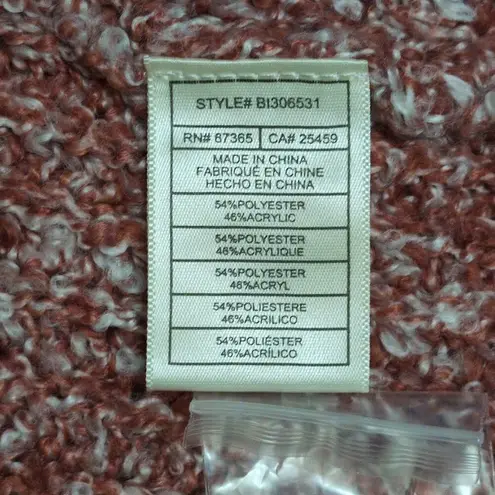 STYLE# BI306531
RN# 87365 CA# 25459
MADE IN CHINA
FABRIQUÉ EN CHINE
HECHO EN CHINA
54%POLYESTER
46%ACRYLIC
54%POLYESTER
46%ACRYLIQUE
54%POLYESTER
46%ACRYL
54%POLIESTERE
46%ACRILICO
54%POLIÉSTER
46%ACRÍLICO